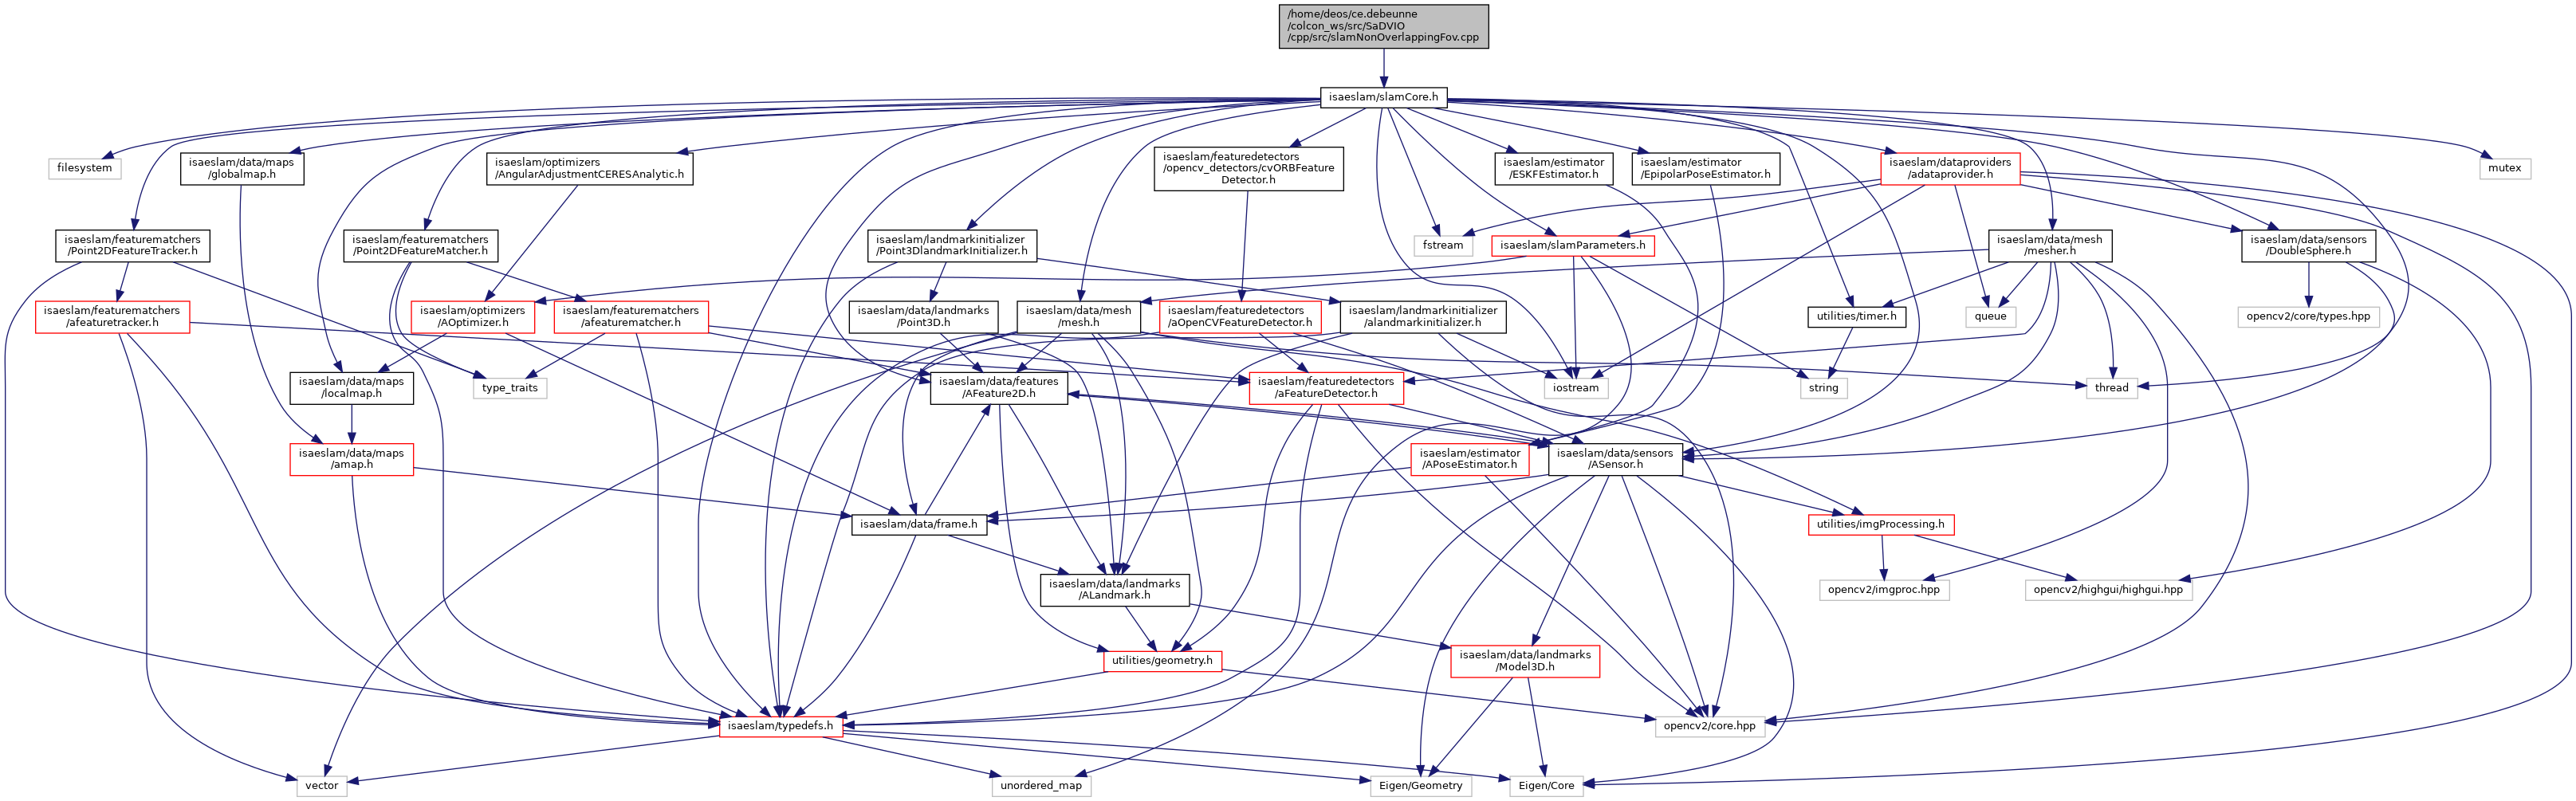 /home/deos/ce.debeunne
/colcon_ws/src/SaDVIO
/cpp/src/slamNonOverlappingFov.cpp
isaeslam/slamCore.h
filesystem
isaeslam/data/maps
/globalmap.h
isaeslam/optimizers
/AngularAdjustmentCERESAnalytic.h
isaeslam/featuredetectors
/opencv_detectors/cvORBFeature
Detector.h
isaeslam/estimator
/ESKFEstimator.h
isaeslam/estimator
/EpipolarPoseEstimator.h
isaeslam/dataproviders
/adataprovider.h
mutex
isaeslam/featurematchers
/Point2DFeatureTracker.h
isaeslam/featurematchers
/Point2DFeatureMatcher.h
isaeslam/landmarkinitializer
/Point3DlandmarkInitializer.h
fstream
isaeslam/slamParameters.h
isaeslam/data/mesh
/mesher.h
isaeslam/data/sensors
/DoubleSphere.h
isaeslam/featurematchers
/afeaturetracker.h
isaeslam/optimizers
/AOptimizer.h
isaeslam/featurematchers
/afeaturematcher.h
isaeslam/data/landmarks
/Point3D.h
isaeslam/data/mesh
/mesh.h
isaeslam/featuredetectors
/aOpenCVFeatureDetector.h
isaeslam/landmarkinitializer
/alandmarkinitializer.h
utilities/timer.h
queue
opencv2/core/types.hpp
isaeslam/data/maps
/localmap.h
type_traits
isaeslam/data/features
/AFeature2D.h
isaeslam/featuredetectors
/aFeatureDetector.h
iostream
string
thread
isaeslam/data/maps
/amap.h
isaeslam/estimator
/APoseEstimator.h
isaeslam/data/sensors
/ASensor.h
isaeslam/data/frame.h
utilities/imgProcessing.h
isaeslam/data/landmarks
/ALandmark.h
opencv2/imgproc.hpp
opencv2/highgui/highgui.hpp
utilities/geometry.h
isaeslam/data/landmarks
/Model3D.h
isaeslam/typedefs.h
opencv2/core.hpp
vector
unordered_map
Eigen/Geometry
Eigen/Core